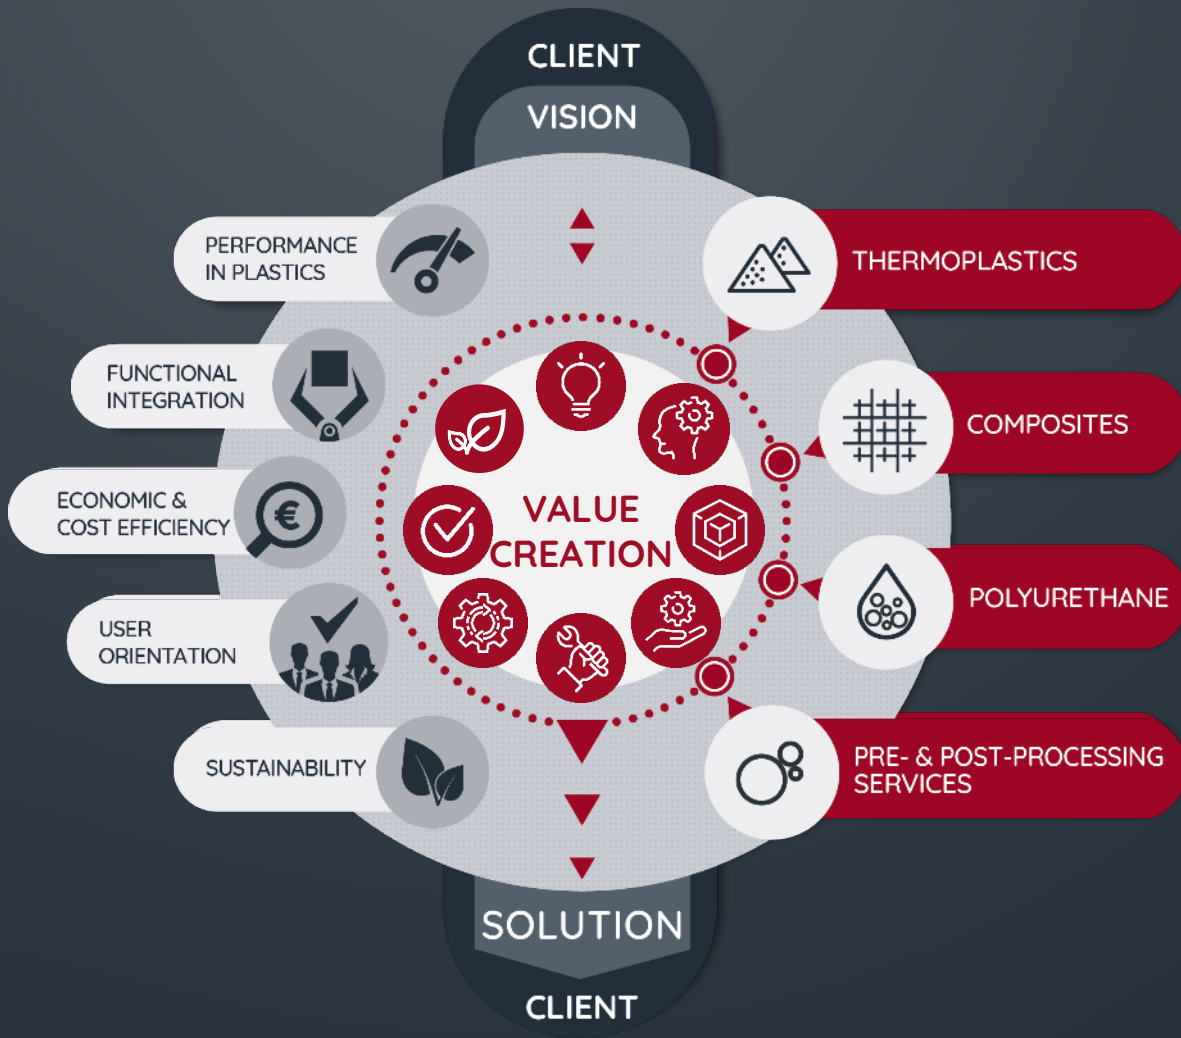 CLIENT
VISION
PERFORMANCE
IN PLASTICS
FUNCTIONAL
INTEGRATION
ECONOMIC &
COST EFFICIENCY
€
USER
ORIENTATION
SUSTAINABILITY
VALUE
CREATION
THERMOPLASTICS
COMPOSITES
POLYURETHANE
PRE- & POST-PROCESSING
SERVICES
SOLUTION
CLIENT